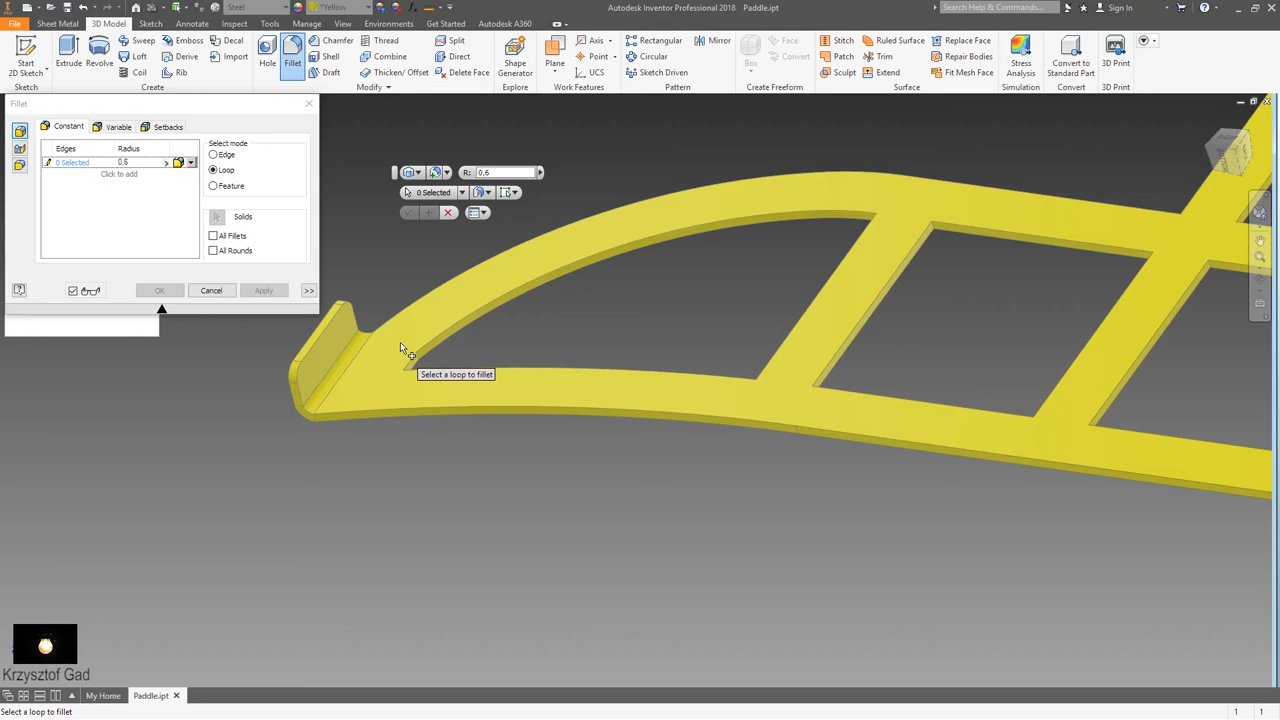 Steel
*Yellow
Autodesk Inventor Professional 2018 Paddle.ipt
Search Help & Commands...
Sign In
File
Sheet Metal
3D Model
Sketch
Annotate
Inspect
Tools
Manage
View
Environments
Get Started
Autodesk A360
Start
2D Sketch
Extrude
Revolve
Sweep
Loft
Coil
Emboss
Derive
Rib
Decal
Import
Hole
Fillet
Chamfer
Shell
Draft
Thread
Combine
Thicken/ Offset
Split
Direct
Delete Face
Shape
Generator
Plane
Axis
Point
UCS
Rectangular
Circular
Sketch Driven
Mirror
Box
Face
Convert
Stitch
Patch
Sculpt
Ruled Surface
Trim
Extend
Replace Face
Repair Bodies
Fit Mesh Face
Stress
Analysis
Convert to
Standard Part
3D Print
Sketch
Create
Modify
Explore
Work Features
Pattern
Create Freeform
Surface
Simulation
Convert
3D Print
Fillet
Constant
Variable
Setbacks
Edges
Radius
0 Selected
0,6
Click to add
Select mode
Edge
Loop
Feature
Solids
All Fillets
All Rounds
OK
Cancel
Apply
>>
R: 0,6
0 Selected
Select a loop to fillet
Krzysztof Gad
My Home
Paddle.ipt
Select a loop to fillet
1 1